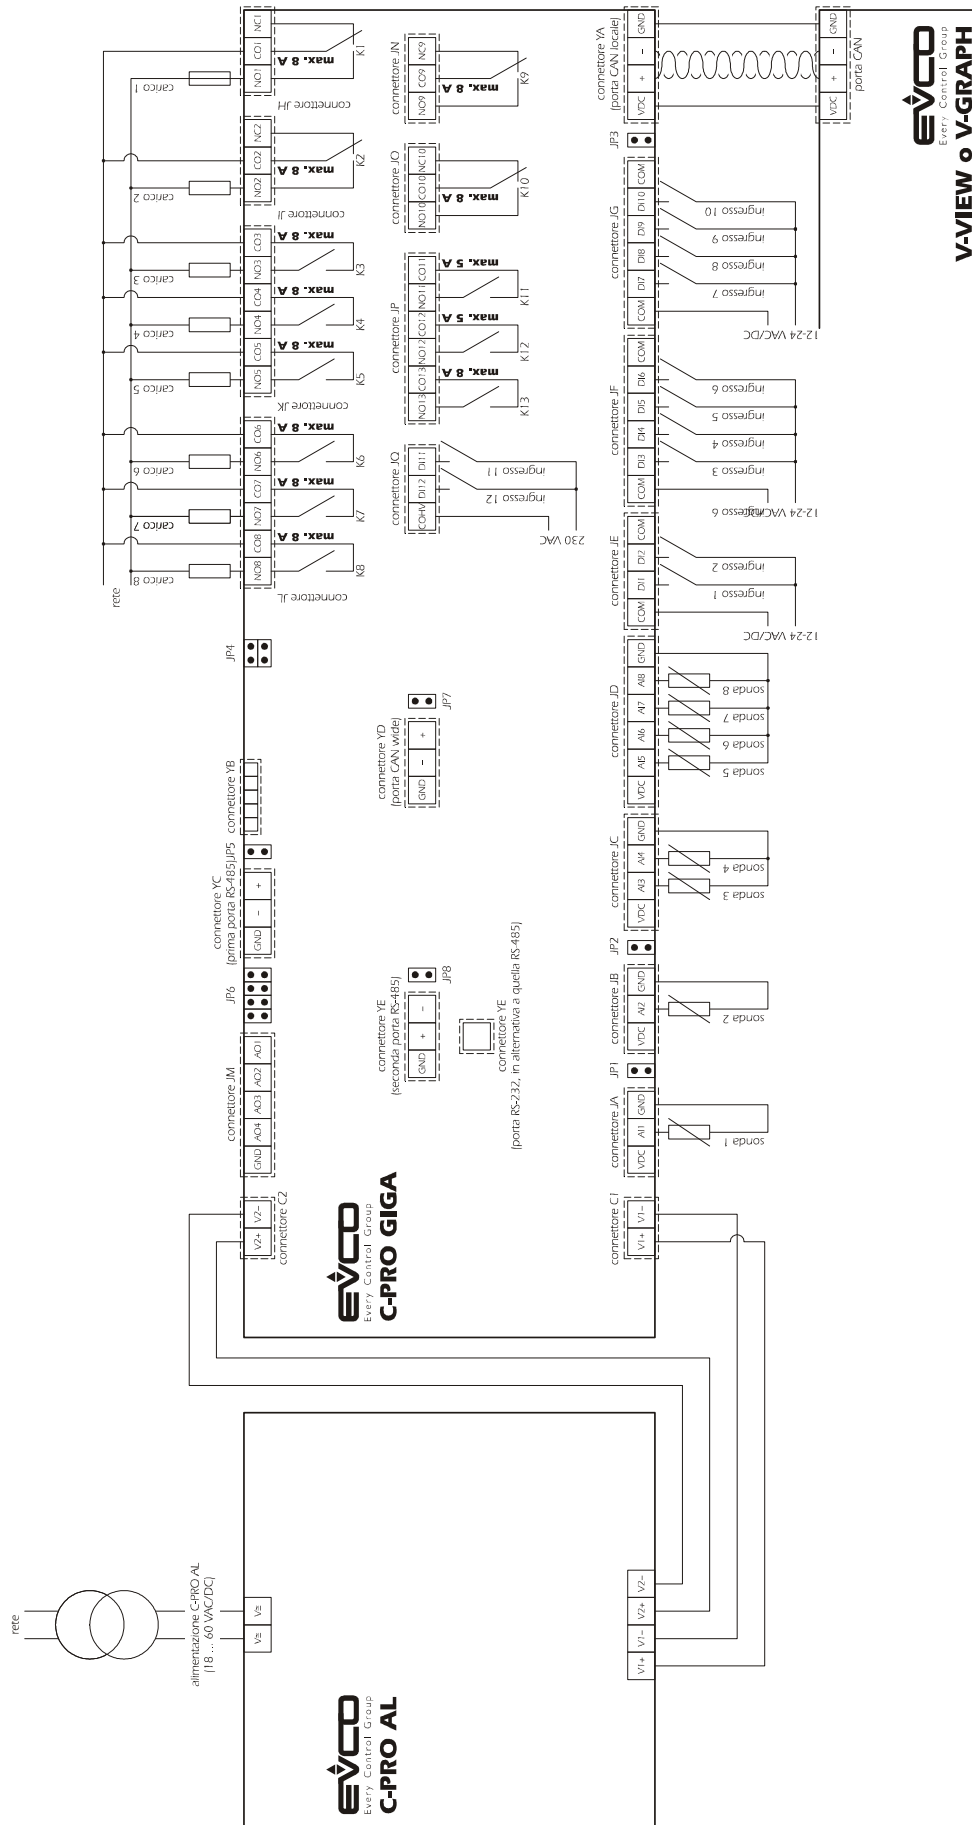 rete
alimentazione C-PRO AL
(18 ... 60 VAC/DC)
V≅
V≅
EVCO
Every Control Group
C-PRO AL
V1+
V1−
V2+
V2−
V2+
V2−
connettore C2
GND
AO4
AO3
AO2
AO1
connettore JM
JP6
GND
−
+
connettore YC
(prima porta RS-485)
JP5
connettore YB
JP4
rete
NO8
CO8
NO7
CO7
NO6
CO6
connettore JL
carico 8
carico 7
carico 6
K8
max. 8 A
K7
max. 8 A
K6
max. 8 A
NO5
CO5
NO4
CO4
NO3
CO3
connettore JK
carico 5
carico 4
carico 3
K5
max. 8 A
K4
max. 8 A
K3
max. 8 A
NO2
CO2
NC2
connettore JI
carico 2
K2
max. 8 A
NO1
CO1
NC1
connettore JH
carico 1
K1
max. 8 A
EVCO
Every Control Group
C-PRO GIGA
connettore YE
(seconda porta RS-485)
GND
+
−
JP8
connettore YE
(porta RS-232, in alternativa a quella RS-485)
connettore YD
(porta CAN wide)
GND
−
+
JP7
connettore JQ
COHV
DI12
DI11
ingresso 12
ingresso 11
230 VAC
connettore JP
NO13
CO13
NO12
CO12
NO11
CO11
K13
max. 8 A
K12
max. 5 A
K11
max. 5 A
connettore JO
NO10
CO10
NC10
K10
max. 8 A
connettore JN
NO9
CO9
NC9
K9
max. 8 A
connettore C1
V1+
V1−
connettore JA
VDC
AI1
GND
sonda 1
JP1
connettore JB
VDC
AI2
GND
sonda 2
JP2
connettore JC
VDC
AI3
AI4
GND
sonda 3
sonda 4
connettore JD
VDC
AI5
AI6
AI7
AI8
GND
sonda 5
sonda 6
sonda 7
sonda 8
connettore JE
COM
DI1
DI2
COM
ingresso 1
ingresso 2
12-24 VAC/DC
connettore JF
COM
DI3
DI4
DI5
DI6
COM
ingresso 6
ingresso 3
ingresso 4
ingresso 5
ingresso 6
12-24 VAC/DC
connettore JG
COM
DI7
DI8
DI9
DI10
COM
ingresso 7
ingresso 8
ingresso 9
ingresso 10
12-24 VAC/DC
JP3
connettore YA
(porta CAN locale)
VDC
+
−
GND
VDC
+
−
GND
porta CAN
EVCO
Every Control Group
V-VIEW o V-GRAPH